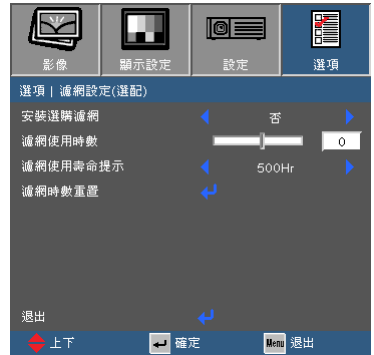 影像 顯示設定 設定 選項
選項 | 濾網設定(選配)
安裝選購濾網 否
濾網使用時數 0
濾網使用壽命提示 500Hr
濾網時數重置
退出
上下 確定 Menu 退出